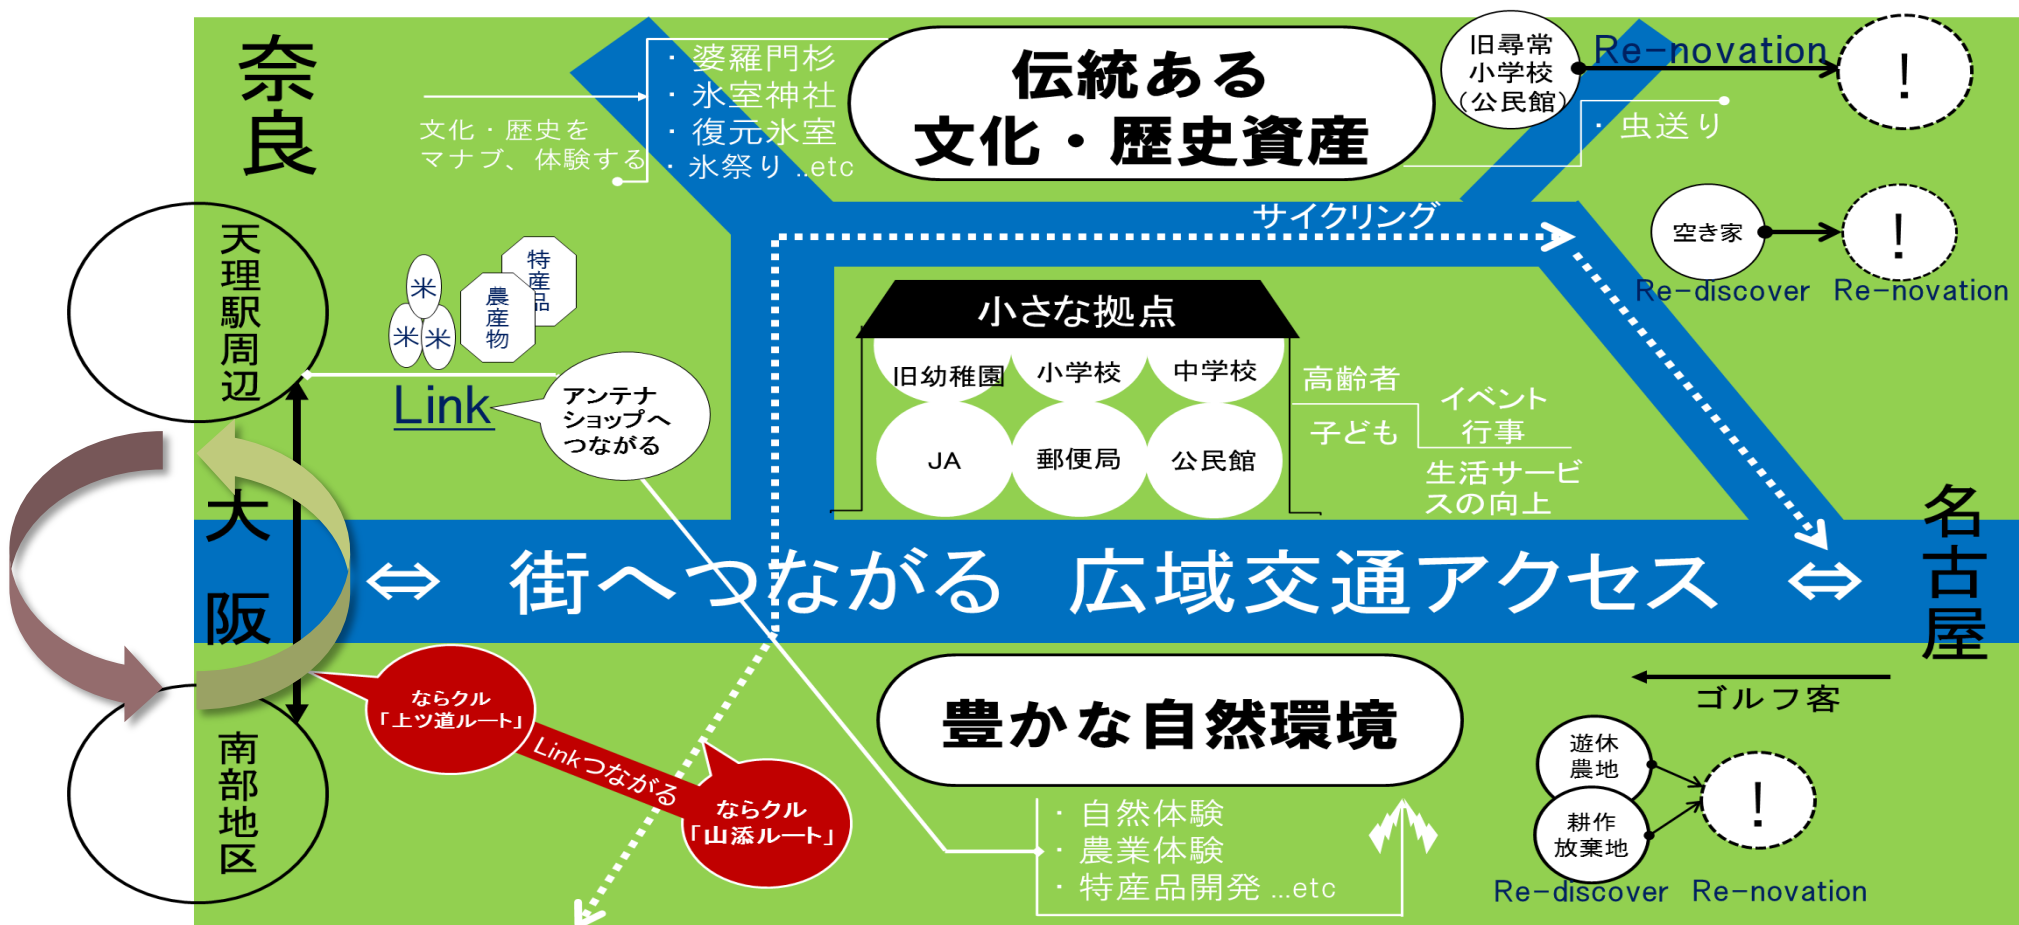 奈良
・婆羅門杉
・氷室神社
・復元氷室
・氷祭り ..etc
文化・歴史を
マナブ、体験する
伝統ある
文化・歴史資産
旧尋常
小学校
(公民館)
Re-novation
！
・虫送り
サイクリング
空き家
！
Re-discover
Re-novation
天理駅周辺
米
米
米
農産物
特産品
Link
アンテナ
ショップへ
つながる
小さな拠点
旧幼稚園
小学校
中学校
JA
郵便局
公民館
高齢者
子ども
イベント
行事
生活サービ
スの向上
大阪
⇔ 街へつながる 広域交通アクセス ⇔
名古屋
ならクル
「上ツ道ルート」
Linkつながる
ならクル
「山添ルート」
南部地区
豊かな自然環境
・自然体験
・農業体験
・特産品開発 ...etc
ゴルフ客
遊休
農地
耕作
放棄地
！
Re-discover
Re-novation